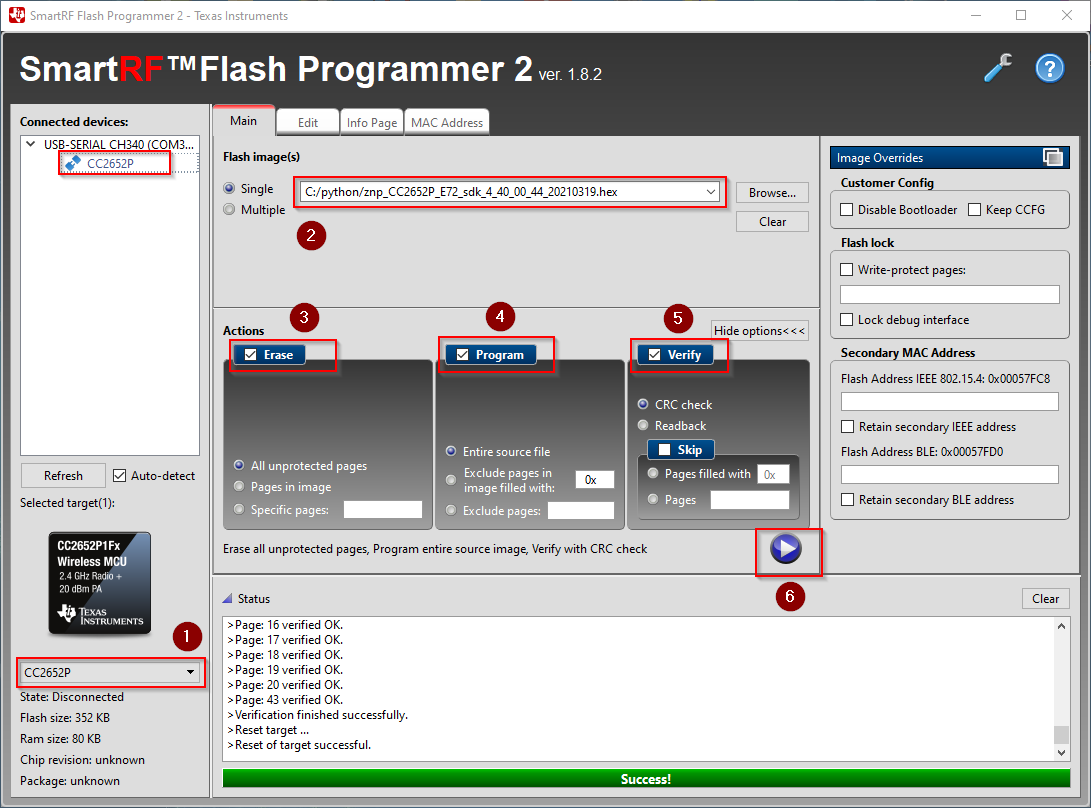 SmartRF Flash Programmer 2 - Texas Instruments
SmartRF™Flash Programmer 2 ver. 1.8.2
Connected devices:
USB-SERIAL CH340 (COM3...
CC2652P
Refresh
Auto-detect
Selected target(1):
CC2652P1Fx
Wireless MCU
2.4 GHz Radio +
20 dBm PA
TEXAS
INSTRUMENTS
1
CC2652P
State: Disconnected
Flash size: 352 KB
Ram size: 80 KB
Chip revision: unknown
Package: unknown
Main
Edit
Info Page
MAC Address
Flash image(s)
Single
Multiple
C:/python/znp_CC2652P_E72_sdk_4_40_00_44_20210319.hex
Browse...
Clear
2
Actions
3
4
5
Hide options<<<
Erase
All unprotected pages
Pages in image
Specific pages:
Program
Entire source file
Exclude pages in
image filled with:
0x
Exclude pages:
Verify
CRC check
Readback
Skip
Pages filled with
0x
Pages
Erase all unprotected pages, Program entire source image, Verify with CRC check
6
Image Overrides
Customer Config
Disable Bootloader
Keep CCFG
Flash lock
Write-protect pages:
Lock debug interface
Secondary MAC Address
Flash Address IEEE 802.15.4: 0x00057FC8
Retain secondary IEEE address
Flash Address BLE: 0x00057FD0
Retain secondary BLE address
Status
Clear
>Page: 16 verified OK.
>Page: 17 verified OK.
>Page: 18 verified OK.
>Page: 19 verified OK.
>Page: 20 verified OK.
>Page: 43 verified OK.
>Verification finished successfully.
>Reset target ...
>Reset of target successful.
Success!